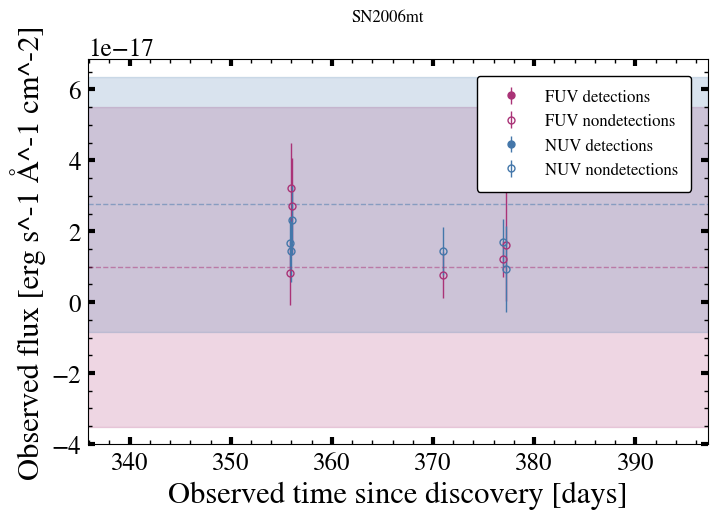 SN2006mt
1e−17
Observed flux [erg s^-1 Å^-1 cm^-2]
6
4
2
0
−2
−4
FUV detections
FUV nondetections
NUV detections
NUV nondetections
340 350 360 370 380 390
Observed time since discovery [days]